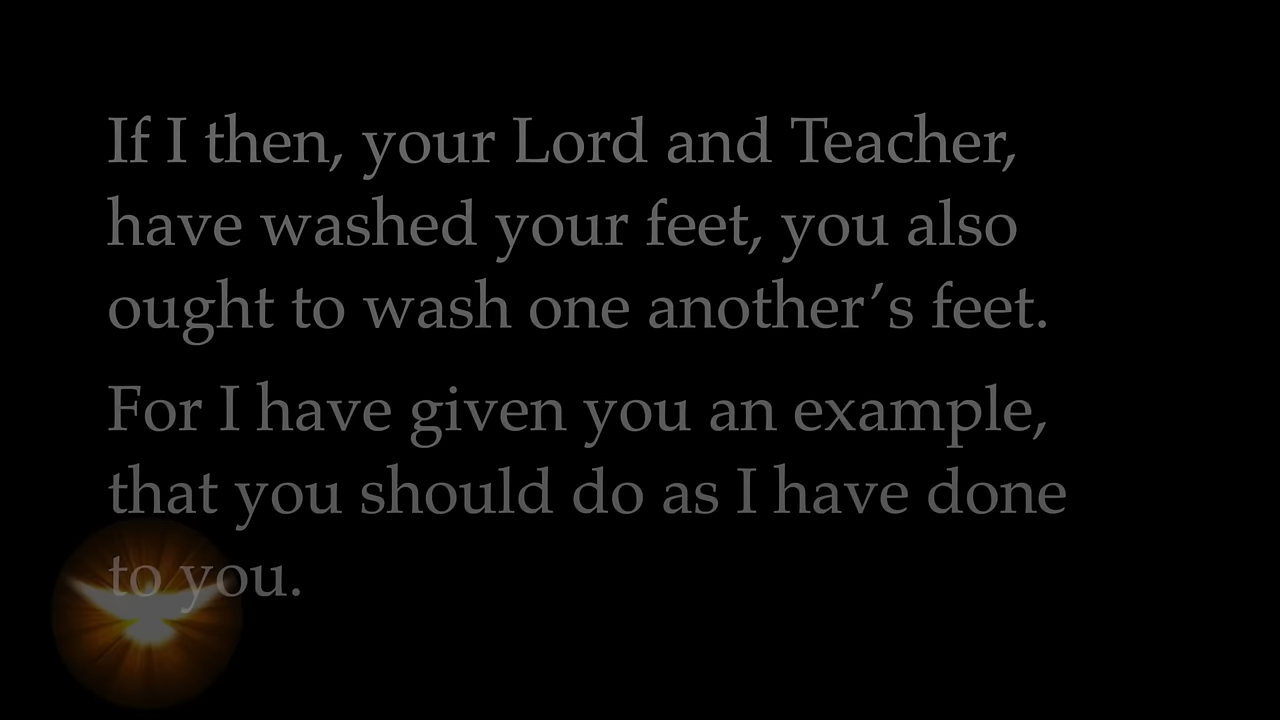 If I then, your Lord and Teacher,
have washed your feet, you also
ought to wash one another’s feet.
For I have given you an example,
that you should do as I have done
to you.